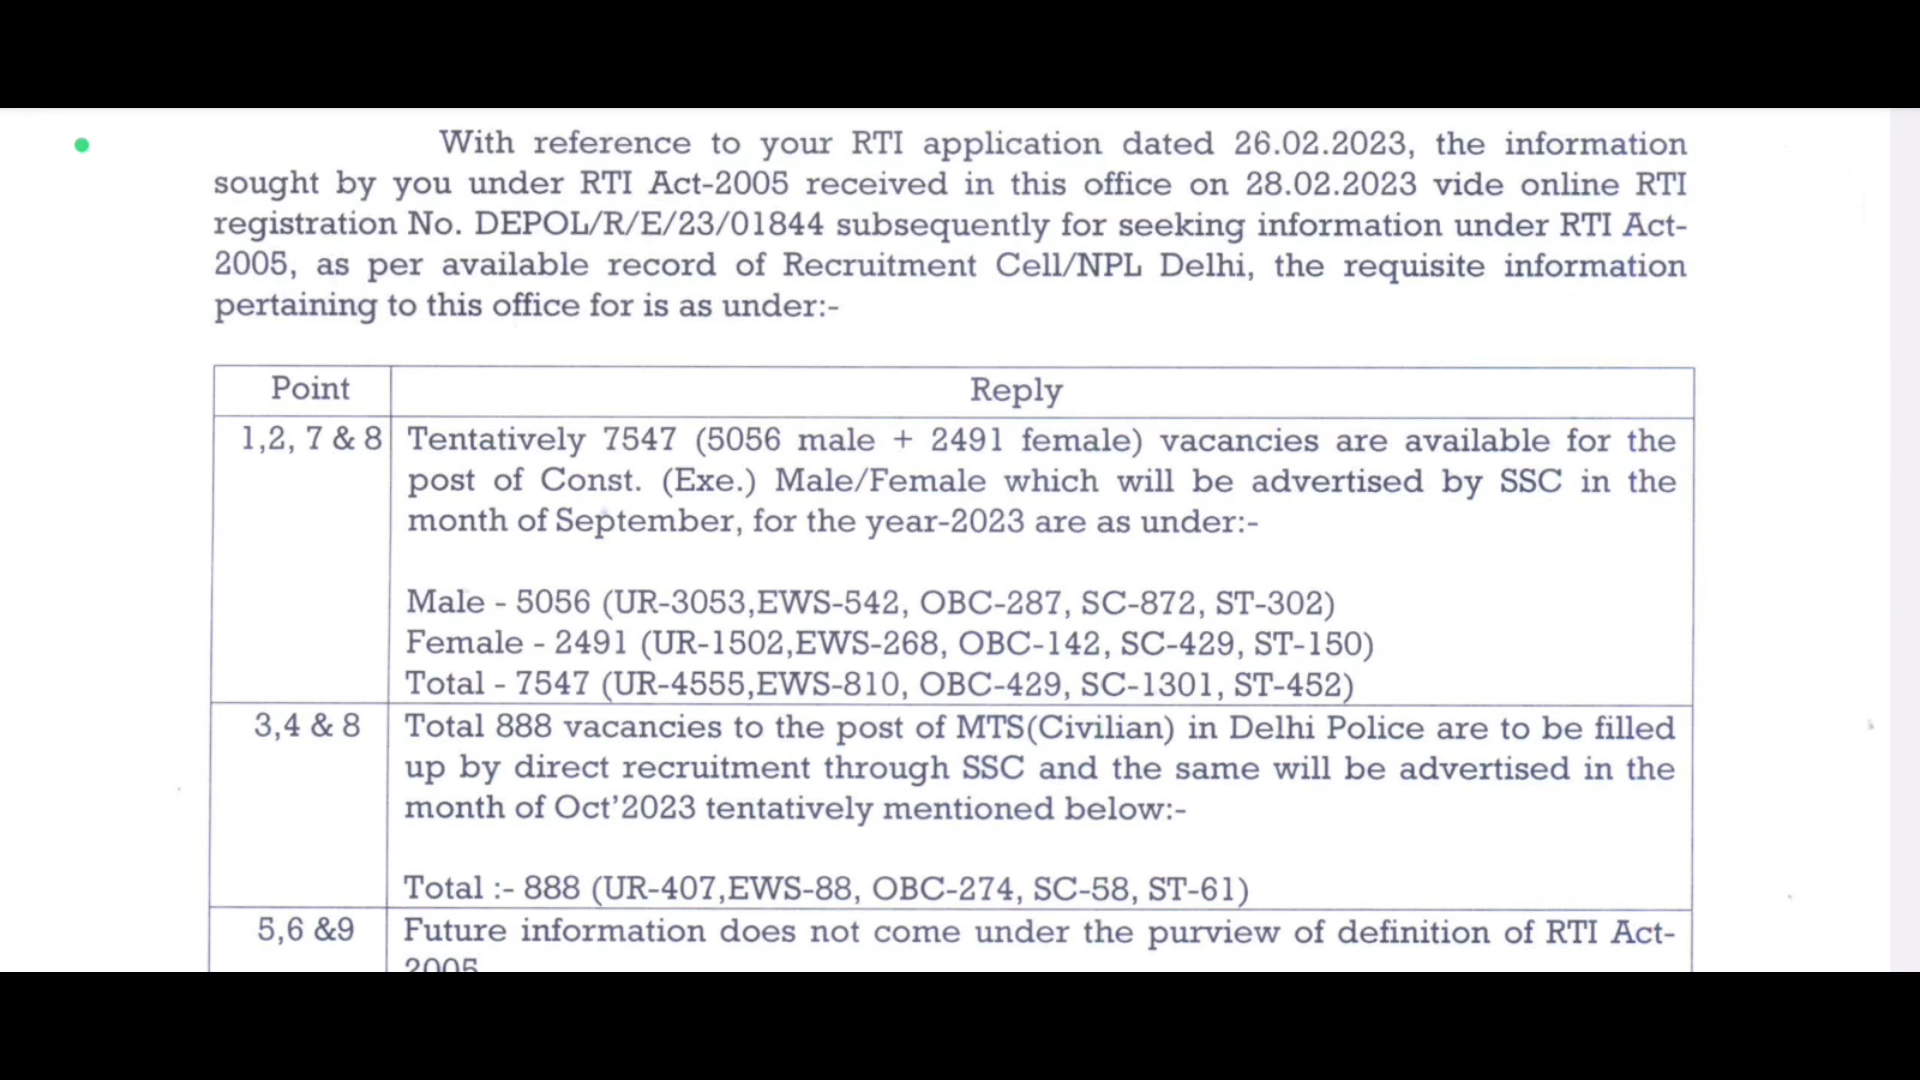 With reference to your RTI application dated 26.02.2023, the information
sought by you under RTI Act-2005 received in this office on 28.02.2023 vide online RTI
registration No. DEPOL/R/E/23/01844 subsequently for seeking information under RTI Act-
2005, as per available record of Recruitment Cell/NPL Delhi, the requisite information
pertaining to this office for is as under:-
Point Reply
1,2, 7 & 8 Tentatively 7547 (5056 male + 2491 female) vacancies are available for the
post of Const. (Exe.) Male/Female which will be advertised by SSC in the
month of September, for the year-2023 are as under:-
Male - 5056 (UR-3053,EWS-542, OBC-287, SC-872, ST-302)
Female - 2491 (UR-1502,EWS-268, OBC-142, SC-429, ST-150)
Total - 7547 (UR-4555,EWS-810, OBC-429, SC-1301, ST-452)
3,4 & 8 Total 888 vacancies to the post of MTS(Civilian) in Delhi Police are to be filled
up by direct recruitment through SSC and the same will be advertised in the
month of Oct'2023 tentatively mentioned below:-
Total :- 888 (UR-407,EWS-88, OBC-274, SC-58, ST-61)
5,6 &9 Future information does not come under the purview of definition of RTI Act-
2005